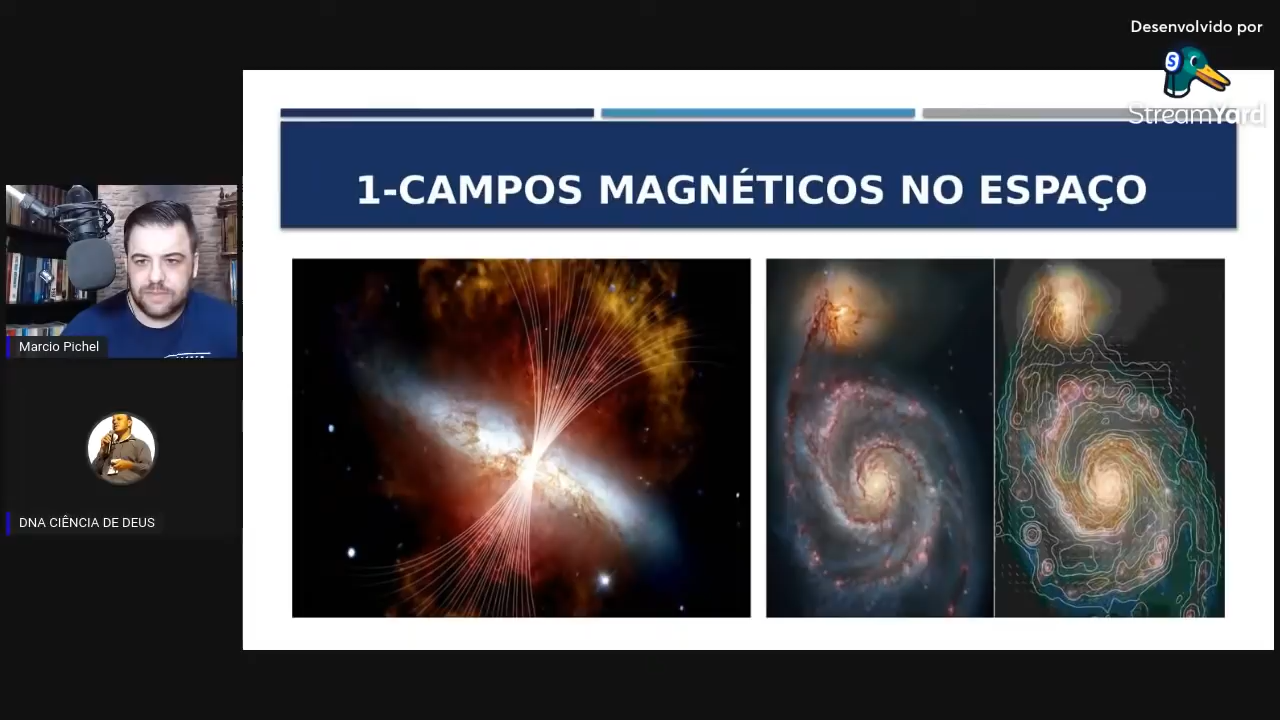 Desenvolvido por
StreamYard
1-CAMPOS MAGNÉTICOS NO ESPAÇO
Marcio Pichel
DNA CIÊNCIA DE DEUS